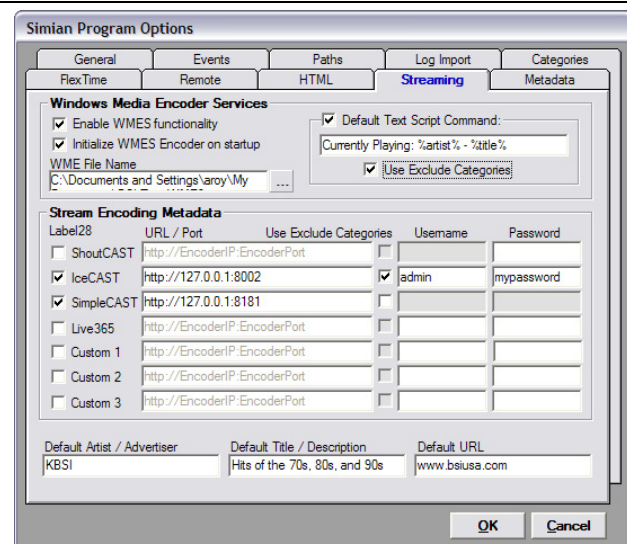 Simian Program Options
General Events Paths Log Import Categories
FlexTime Remote HTML Streaming Metadata
Windows Media Encoder Services
Enable WMES functionality
Initialize WMES Encoder on startup
WME File Name
C:\Documents and Settings\aroy\My
...
Default Text Script Command:
Currently Playing: %artist% - %title%
Use Exclude Categories
Stream Encoding Metadata
Label28 URL / Port Use Exclude Categories Username Password
ShoutCAST http://EncoderIP:EncoderPort
IceCAST http://127.0.0.1:8002 admin mypassword
SimpleCAST http://127.0.0.1:8181
Live365 http://EncoderIP:EncoderPort
Custom 1 http://EncoderIP:EncoderPort
Custom 2 http://EncoderIP:EncoderPort
Custom 3 http://EncoderIP:EncoderPort
Default Artist / Advertiser Default Title / Description Default URL
KBSI Hits of the 70s, 80s, and 90s www.bsiusa.com
OK Cancel